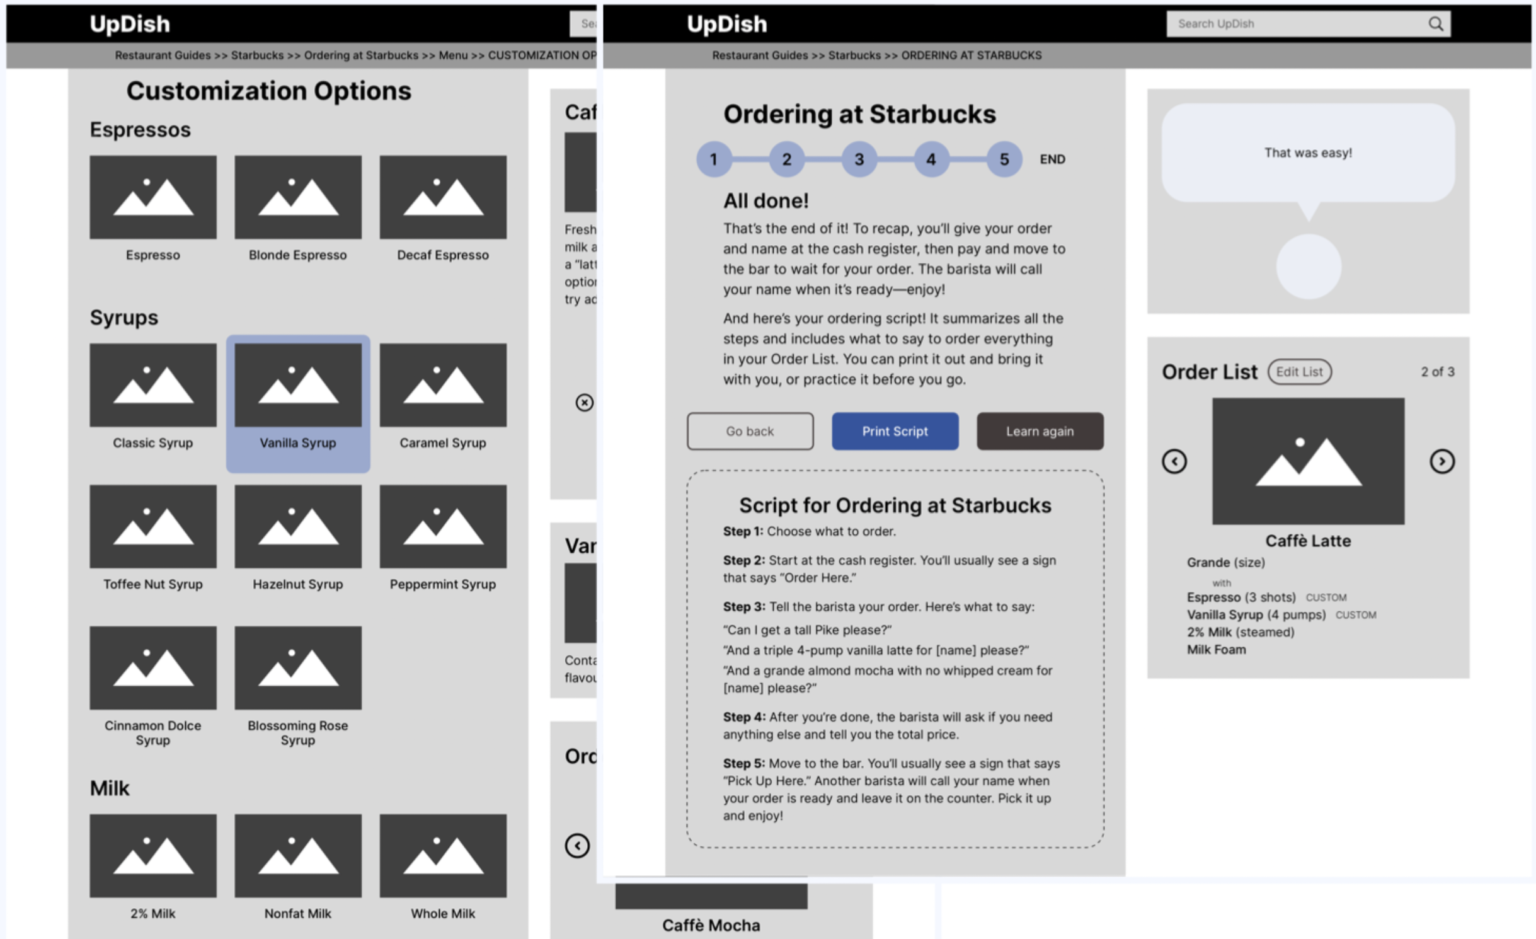 UpDish
Sea
Restaurant Guides >> Starbucks >> Ordering at Starbucks >> Menu >> CUSTOMIZATION OP
Customization Options
Espressos
Espresso
Blonde Espresso
Decaf Espresso
Syrups
Classic Syrup
Vanilla Syrup
Caramel Syrup
Toffee Nut Syrup
Hazelnut Syrup
Peppermint Syrup
Cinnamon Dolce
Syrup
Blossoming Rose
Syrup
Milk
2% Milk
Nonfat Milk
Whole Milk
Caf
Fresh
milk a
a “latt
option
try ad
Van
Conta
flavou
Ord
Caffè Mocha
UpDish
Search UpDish
Restaurant Guides >> Starbucks >> ORDERING AT STARBUCKS
Ordering at Starbucks
1
2
3
4
5
END
All done!
That’s the end of it! To recap, you’ll give your order
and name at the cash register, then pay and move to
the bar to wait for your order. The barista will call
your name when it’s ready—enjoy!
And here’s your ordering script! It summarizes all the
steps and includes what to say to order everything
in your Order List. You can print it out and bring it
with you, or practice it before you go.
Go back
Print Script
Learn again
Script for Ordering at Starbucks
Step 1: Choose what to order.
Step 2: Start at the cash register. You’ll usually see a sign
that says “Order Here.”
Step 3: Tell the barista your order. Here’s what to say:
“Can I get a tall Pike please?”
“And a triple 4-pump vanilla latte for [name] please?”
“And a grande almond mocha with no whipped cream for
[name] please?”
Step 4: After you’re done, the barista will ask if you need
anything else and tell you the total price.
Step 5: Move to the bar. You’ll usually see a sign that says
“Pick Up Here.” Another barista will call your name when
your order is ready and leave it on the counter. Pick it up
and enjoy!
That was easy!
Order List
Edit List
2 of 3
Caffè Latte
Grande (size)
with
Espresso (3 shots) CUSTOM
Vanilla Syrup (4 pumps) CUSTOM
2% Milk (steamed)
Milk Foam